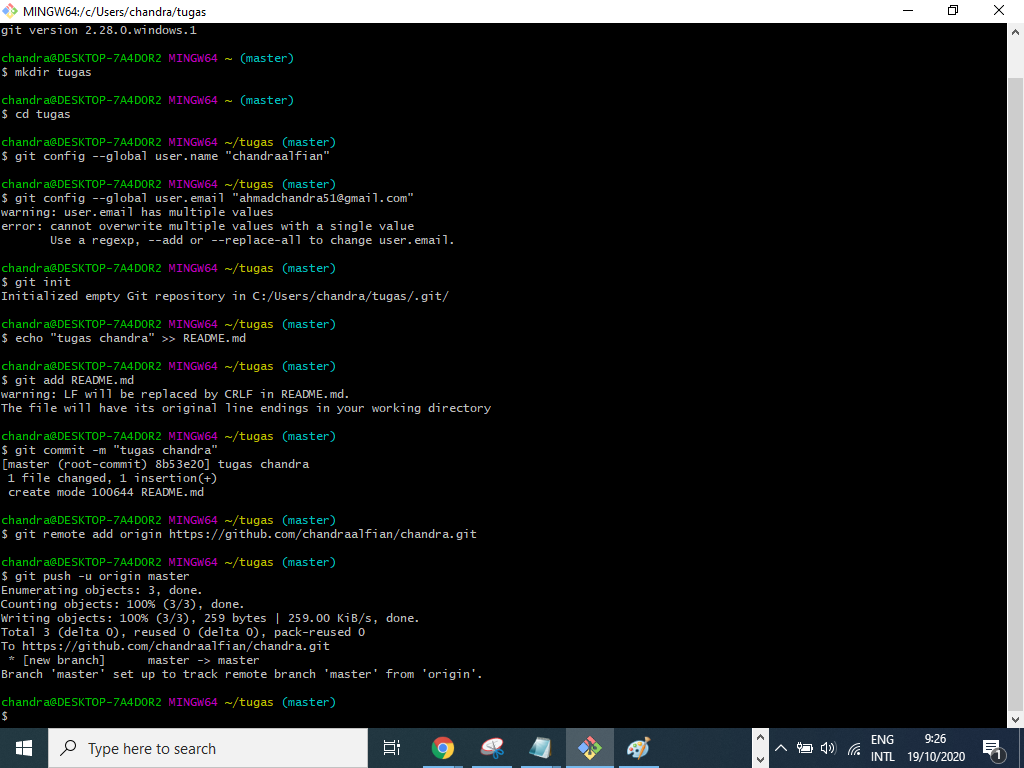 MINGW64:/c/Users/chandra/tugas
git version 2.28.0.windows.1
chandra@DESKTOP-7A4DOR2 MINGW64 ~ (master)
$ mkdir tugas
chandra@DESKTOP-7A4DOR2 MINGW64 ~ (master)
$ cd tugas
chandra@DESKTOP-7A4DOR2 MINGW64 ~/tugas (master)
$ git config --global user.name "chandraalfian"
chandra@DESKTOP-7A4DOR2 MINGW64 ~/tugas (master)
$ git config --global user.email "ahmadchandra51@gmail.com"
warning: user.email has multiple values
error: cannot overwrite multiple values with a single value
       Use a regexp, --add or --replace-all to change user.email.
chandra@DESKTOP-7A4DOR2 MINGW64 ~/tugas (master)
$ git init
Initialized empty Git repository in C:/Users/chandra/tugas/.git/
chandra@DESKTOP-7A4DOR2 MINGW64 ~/tugas (master)
$ echo "tugas chandra" >> README.md
chandra@DESKTOP-7A4DOR2 MINGW64 ~/tugas (master)
$ git add README.md
warning: LF will be replaced by CRLF in README.md.
The file will have its original line endings in your working directory
chandra@DESKTOP-7A4DOR2 MINGW64 ~/tugas (master)
$ git commit -m "tugas chandra"
[master (root-commit) 8b53e20] tugas chandra
 1 file changed, 1 insertion(+)
 create mode 100644 README.md
chandra@DESKTOP-7A4DOR2 MINGW64 ~/tugas (master)
$ git remote add origin https://github.com/chandraalfian/chandra.git
chandra@DESKTOP-7A4DOR2 MINGW64 ~/tugas (master)
$ git push -u origin master
Enumerating objects: 3, done.
Counting objects: 100% (3/3), done.
Writing objects: 100% (3/3), 259 bytes | 259.00 KiB/s, done.
Total 3 (delta 0), reused 0 (delta 0), pack-reused 0
To https://github.com/chandraalfian/chandra.git
 * [new branch]      master -> master
Branch 'master' set up to track remote branch 'master' from 'origin'.
chandra@DESKTOP-7A4DOR2 MINGW64 ~/tugas (master)
$
Type here to search
ENG
INTL
9:26
19/10/2020
1